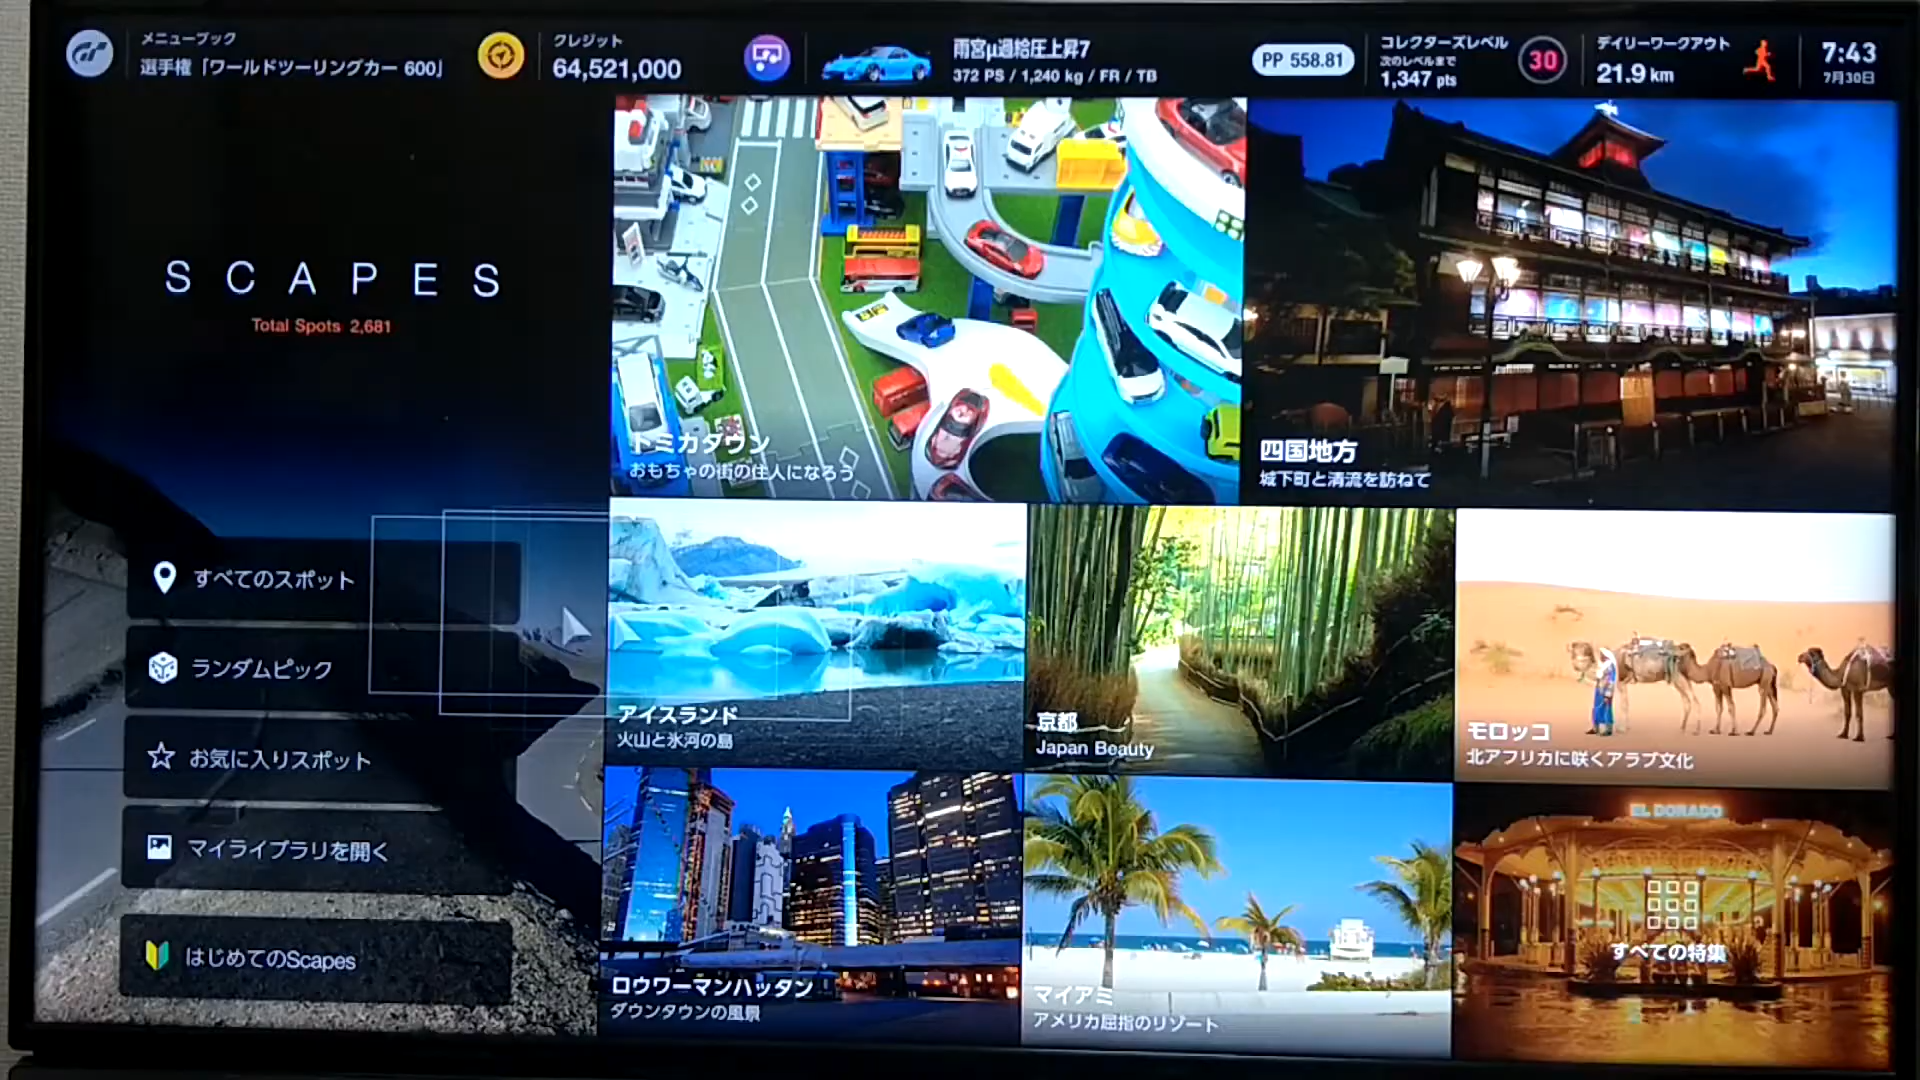 メニューブック
選手権「ワールドツーリングカー 600」
クレジット
64,521,000
雨宮μ過給圧上昇7
372 PS / 1,240 kg / FR / TB
PP 558.81
コレクターズレベル
次のレベルまで
1,347 pts
30
デイリーワークアウト
21.9 km
7:43
7月30日
SCAPES
Total Spots 2,681
すべてのスポット
ランダムピック
お気に入りスポット
マイライブラリを開く
はじめてのScapes
トミカタウン
おもちゃの街の住人になろう
四国地方
城下町と清流を訪ねて
アイスランド
火山と氷河の島
京都
Japan Beauty
モロッコ
北アフリカに咲くアラブ文化
ロウワーマンハッタン
ダウンタウンの風景
マイアミ
アメリカ屈指のリゾート
EL DORADO
すべての特集